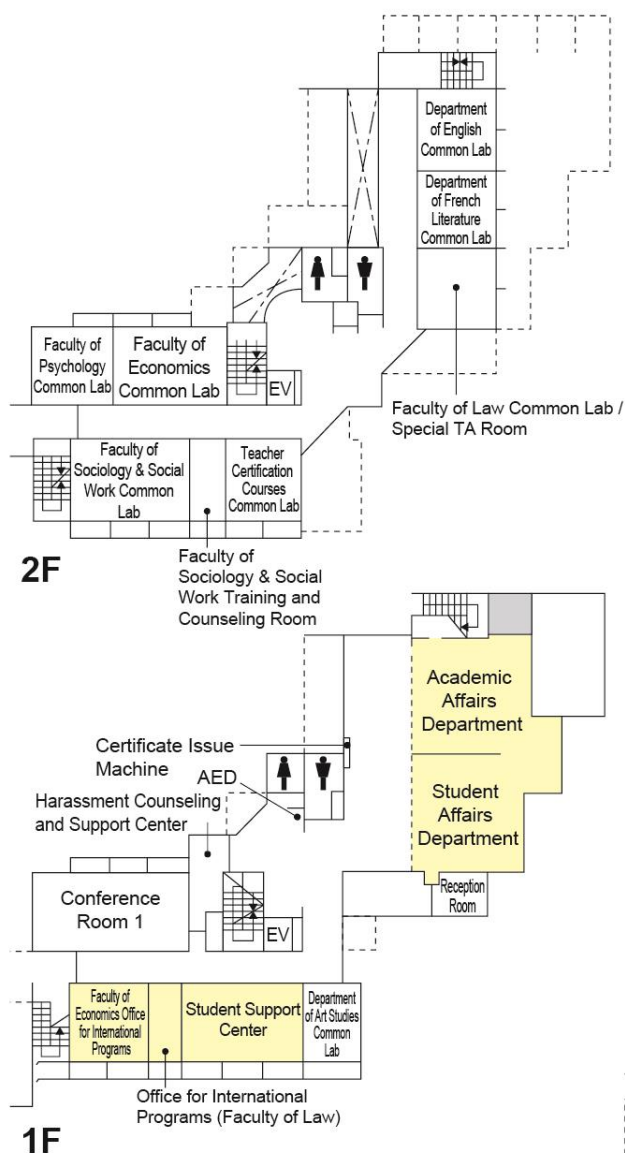 Department
of English
Common Lab
Department
of French
Literature
Common Lab
Faculty of
Psychology
Common Lab
Faculty of
Economics
Common Lab
EV
Faculty of Law Common Lab /
Special TA Room
Faculty of
Sociology & Social
Work Common
Lab
Teacher
Certification
Courses
Common Lab
2F
Faculty of
Sociology & Social
Work Training and
Counseling Room
Academic
Affairs
Department
Certificate Issue
Machine
AED
Harassment Counseling
and Support Center
Student
Affairs
Department
Reception
Room
Conference
Room 1
EV
Faculty of
Economics Office
for International
Programs
Student Support
Center
Department
of Art Studies
Common
Lab
Office for International
Programs (Faculty of Law)
1F